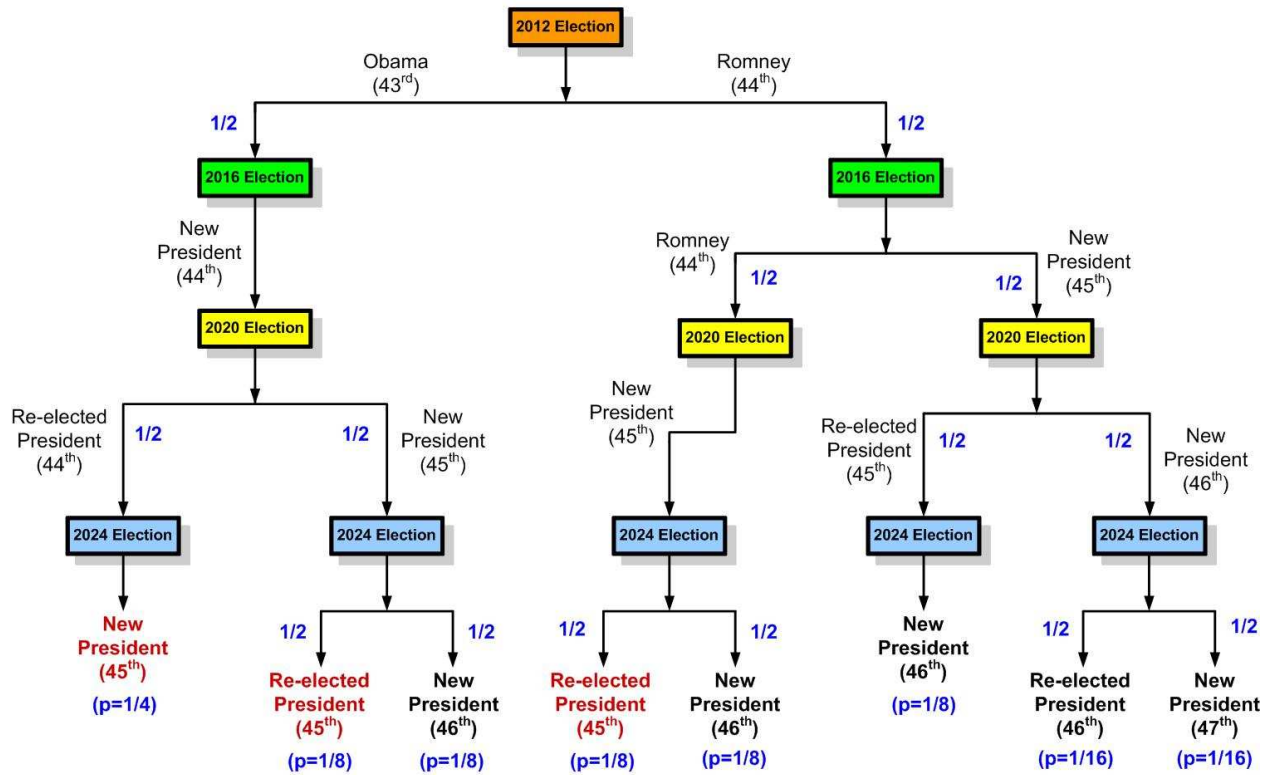 2012 Election
Obama
(43rd)
Romney
(44th)
1/2
1/2
2016 Election
2016 Election
New
President
(44th)
Romney
(44th)
New
President
(45th)
1/2
1/2
2020 Election
2020 Election
2020 Election
Re-elected
President
(44th)
1/2
1/2
New
President
(45th)
New
President
(45th)
Re-elected
President
(45th)
1/2
1/2
New
President
(46th)
2024 Election
2024 Election
2024 Election
2024 Election
2024 Election
New
President
(45th)
(p=1/4)
1/2
1/2
Re-elected
President
(45th)
(p=1/8)
New
President
(46th)
(p=1/8)
1/2
1/2
Re-elected
President
(45th)
(p=1/8)
New
President
(46th)
(p=1/8)
New
President
(46th)
(p=1/8)
1/2
1/2
Re-elected
President
(46th)
(p=1/16)
New
President
(47th)
(p=1/16)